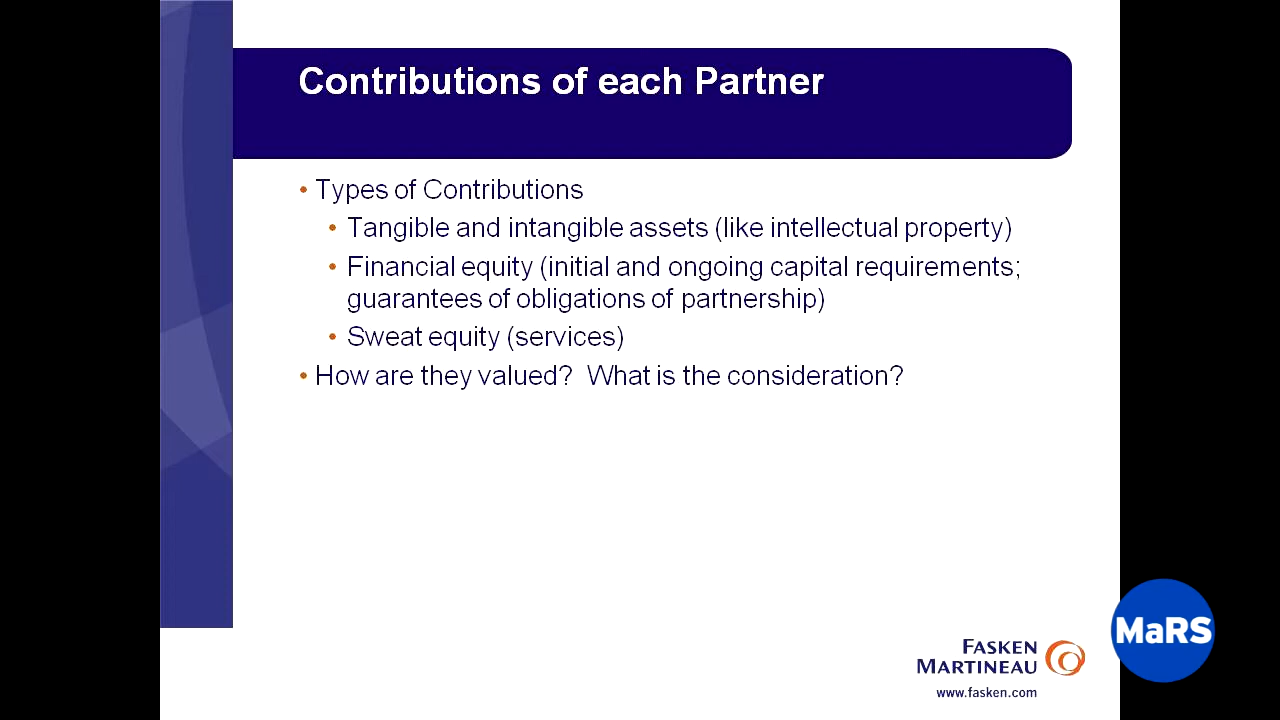 Contributions of each Partner
• Types of Contributions
• Tangible and intangible assets (like intellectual property)
• Financial equity (initial and ongoing capital requirements;
guarantees of obligations of partnership)
• Sweat equity (services)
• How are they valued?  What is the consideration?
FASKEN
MARTINEAU
www.fasken.com
MaRS